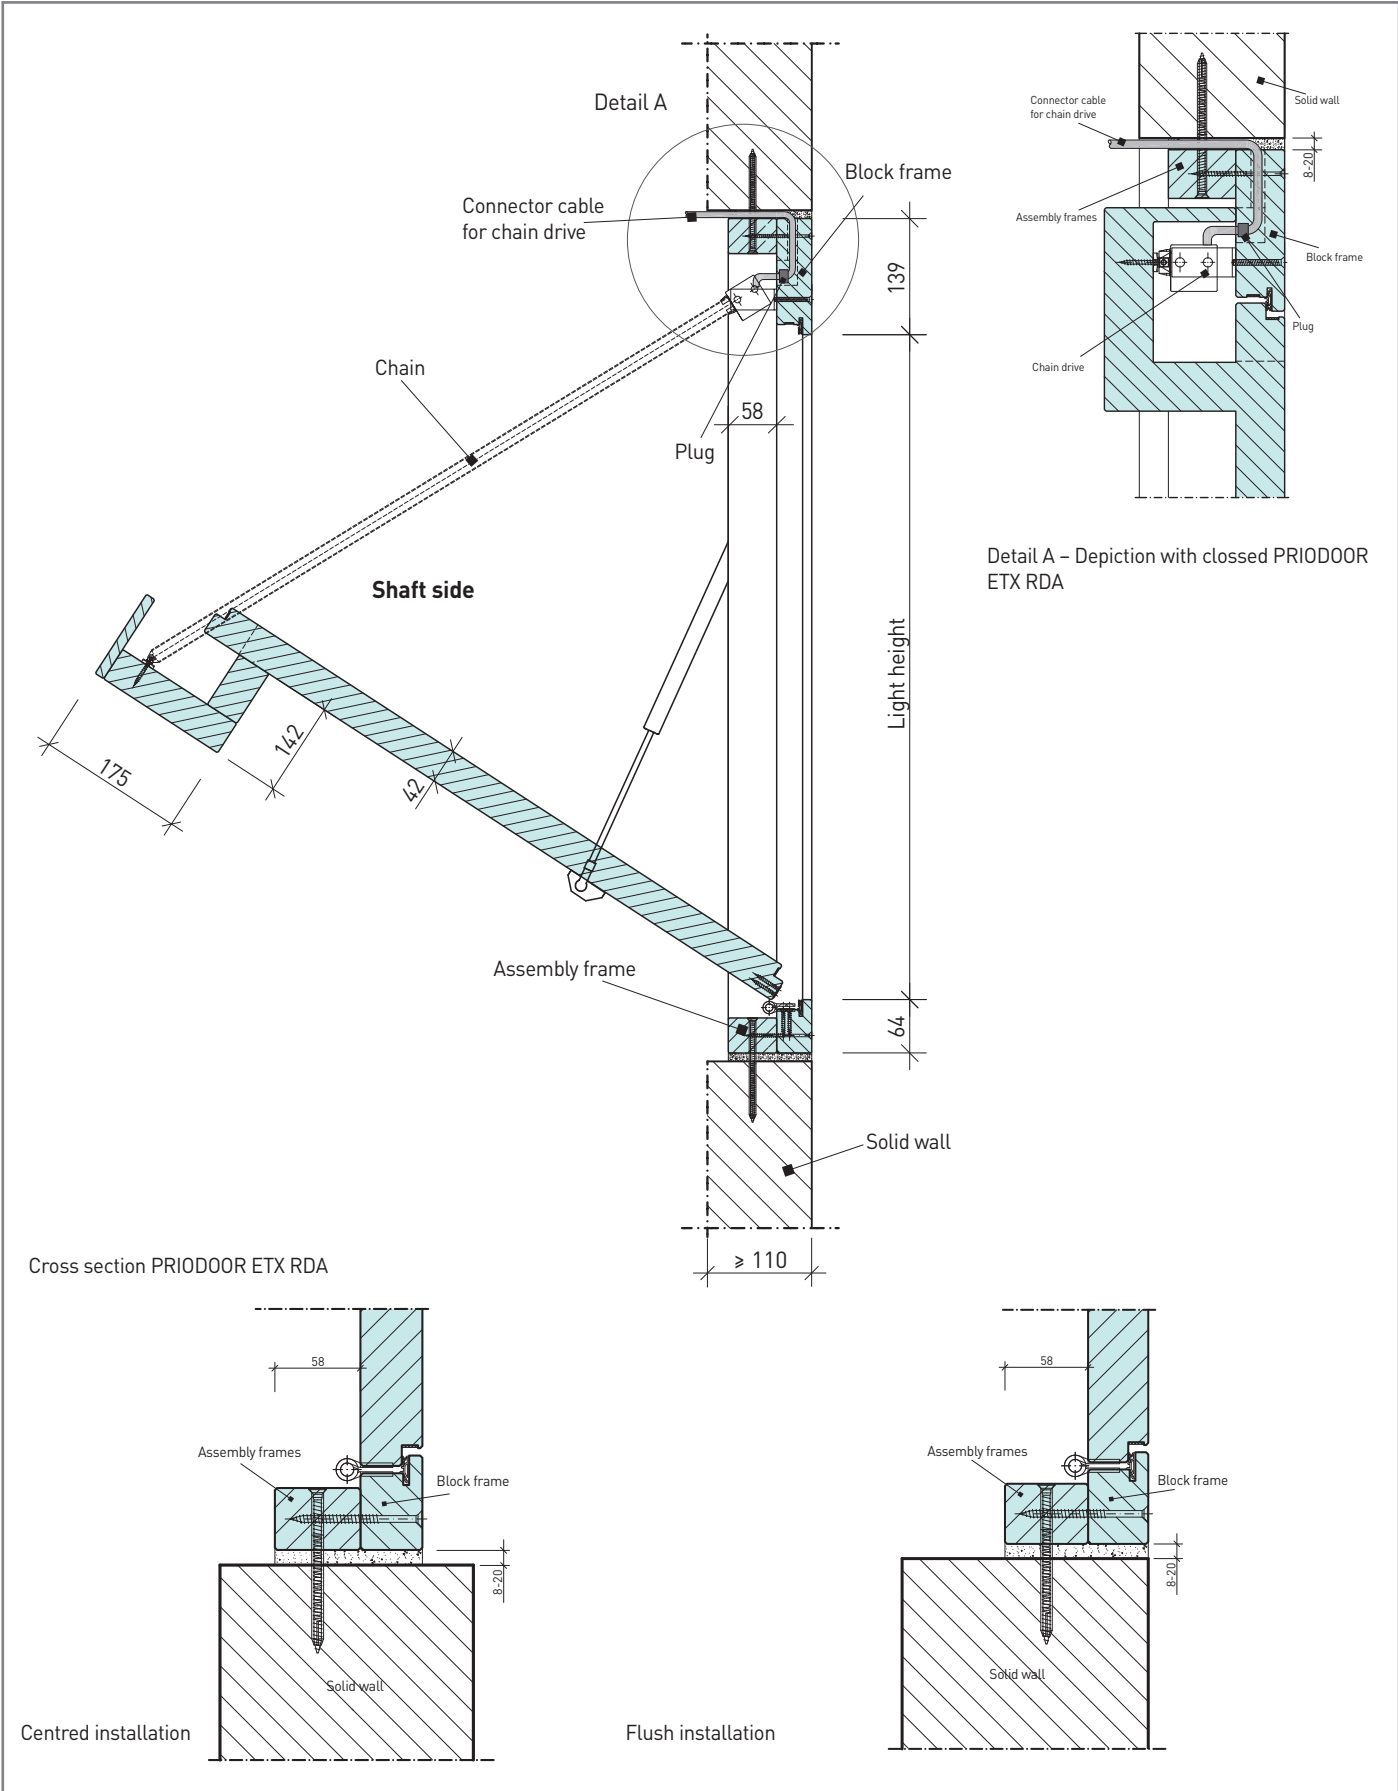 Detail A
Connector cable
for chain drive
Block frame
139
Chain
58
Plug
Shaft side
Light height
142
175
42
Assembly frame
64
Solid wall
⩾ 110
Cross section PRIODOOR ETX RDA
Connector cable
for chain drive
Solid wall
8-20
Assembly frames
Block frame
Plug
Chain drive
Detail A – Depiction with clossed PRIODOOR
ETX RDA
58
Assembly frames
Block frame
8-20
Solid wall
Centred installation
58
Assembly frames
Block frame
8-20
Solid wall
Flush installation